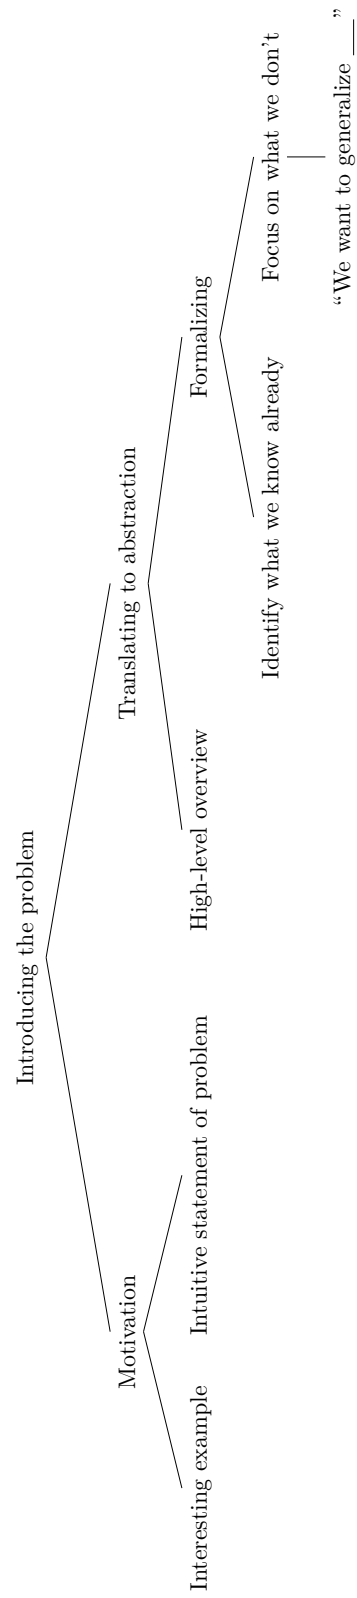 Introducing the problem
Motivation
Translating to abstraction
Interesting example
Intuitive statement of problem
High-level overview
Formalizing
Identify what we know already
Focus on what we don't
“We want to generalize ___”